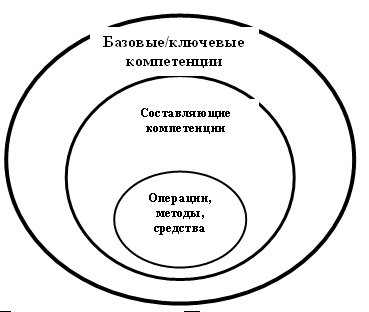 Базовые/ключевые
компетенции
Составляющие
компетенции
Операции,
методы,
средства